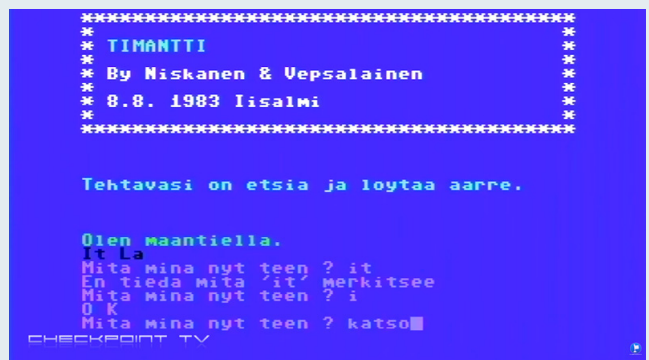 ****************************************
* *
* TIMANTTI *
* *
* By Niskanen & Vepsalainen *
* *
* 8.8. 1983 Iisalmi *
* *
****************************************
Tehtavasi on etsia ja loytaa aarre.
Olen maantiella.
It La
Mita mina nyt teen ? it
En tieda mita 'it' merkitsee
Mita mina nyt teen ? i
O K
Mita mina nyt teen ? katso
CHECKPOINT TV